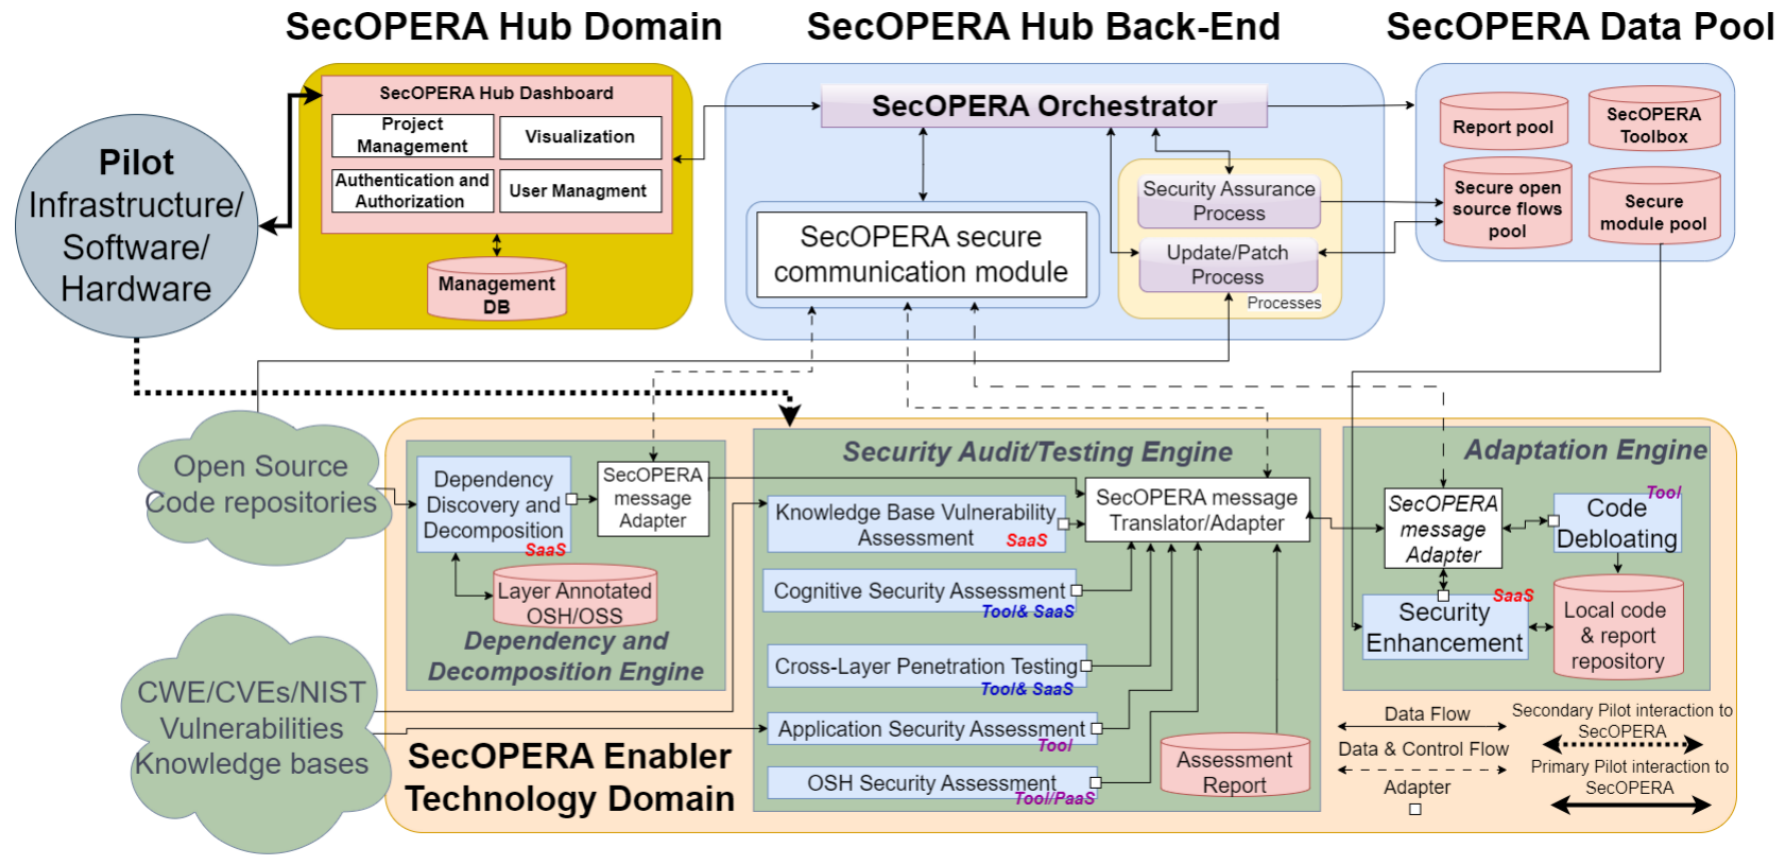 SecOPERA Hub Domain
SecOPERA Hub Back-End
SecOPERA Data Pool
Pilot
Infrastructure/
Software/
Hardware
SecOPERA Hub Dashboard
Project
Management
Visualization
Authentication and
Authorization
User Managment
Management
DB
SecOPERA Orchestrator
SecOPERA secure
communication module
Security Assurance
Process
Update/Patch
Process
Processes
Report pool
SecOPERA
Toolbox
Secure open
source flows
pool
Secure
module pool
Open Source
Code repositories
CWE/CVEs/NIST
Vulnerabilities
Knowledge bases
Dependency
Discovery and
Decomposition
SaaS
SecOPERA
message
Adapter
Layer Annotated
OSH/OSS
Dependency and
Decomposition Engine
SecOPERA Enabler
Technology Domain
Security Audit/Testing Engine
Knowledge Base Vulnerability
Assessment
SaaS
SecOPERA message
Translator/Adapter
Cognitive Security Assessment
Tool& SaaS
Cross-Layer Penetration Testing
Tool& SaaS
Application Security Assessment
Tool
OSH Security Assessment
Tool/PaaS
Assessment
Report
Adaptation Engine
SecOPERA
message
Adapter
Tool
Code
Debloating
SaaS
Security
Enhancement
Local code
& report
repository
Data Flow
Data & Control Flow
Adapter
Secondary Pilot interaction to
SecOPERA
Primary Pilot interaction to
SecOPERA